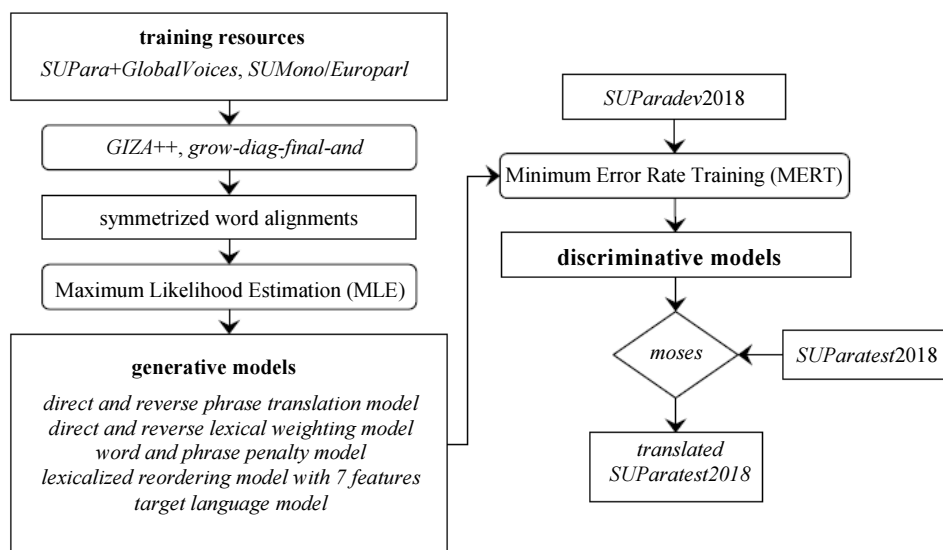 training resources
SUPara+GlobalVoices, SUMono/Europarl
GIZA++, grow-diag-final-and
symmetrized word alignments
Maximum Likelihood Estimation (MLE)
generative models
direct and reverse phrase translation model
direct and reverse lexical weighting model
word and phrase penalty model
lexicalized reordering model with 7 features
target language model
SUParadev2018
Minimum Error Rate Training (MERT)
discriminative models
moses
SUParatest2018
translated
SUParatest2018